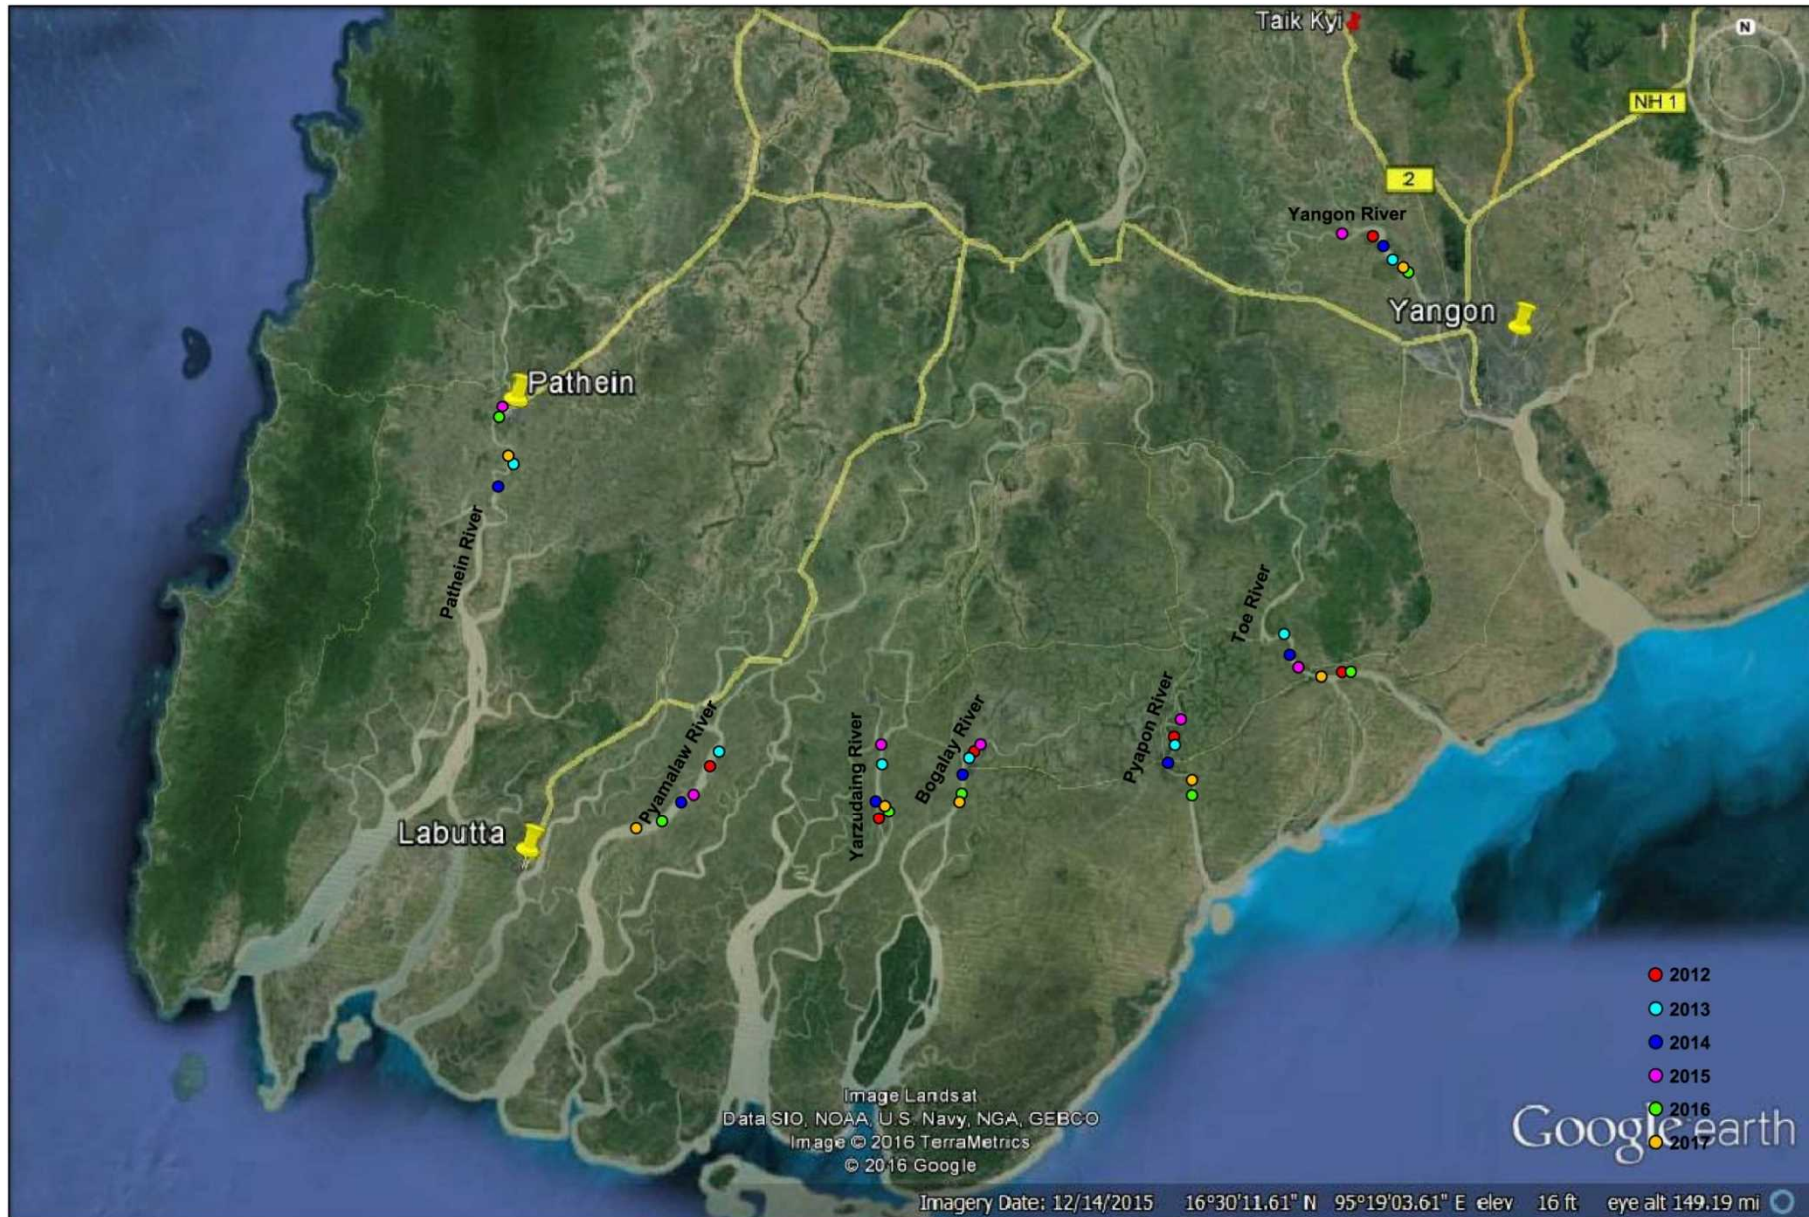 Taik Kyi
N
NH 1
2
Yangon River
Yangon
Pathein
Pathein River
Toe River
Pyapon River
Pyamalaw River
Yarzudaing River
Bogalay River
Labutta
2012
2013
2014
2015
2016
2017
Image Landsat
Data SIO, NOAA, U.S. Navy, NGA, GEBCO
Image © 2016 TerraMetrics
© 2016 Google
Google earth
Imagery Date: 12/14/2015 16°30'11.61" N 95°19'03.61" E elev 16 ft eye alt 149.19 mi